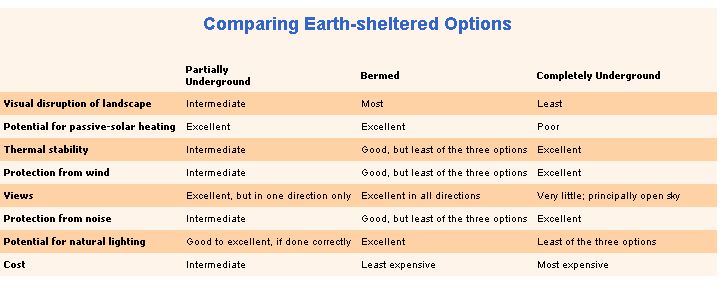 Comparing Earth-sheltered Options
Partially Underground Bermed Completely Underground
Visual disruption of landscape Intermediate Most Least
Potential for passive-solar heating Excellent Excellent Poor
Thermal stability Intermediate Good, but least of the three options Excellent
Protection from wind Intermediate Good, but least of the three options Excellent
Views Excellent, but in one direction only Excellent in all directions Very little; principally open sky
Protection from noise Intermediate Good, but least of the three options Excellent
Potential for natural lighting Good to excellent, if done correctly Excellent Least of the three options
Cost Intermediate Least expensive Most expensive